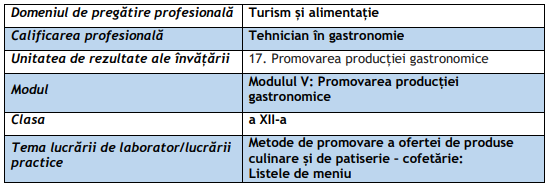 Domeniul de pregătire profesională Turism și alimentație
Calificarea profesională Tehnician în gastronomie
Unitatea de rezultate ale învățării 17. Promovarea producției gastronomice
Modul Modulul V: Promovarea producției
gastronomice
Clasa a XII-a
Tema lucrării de laborator/lucrării
practice
Metode de promovare a ofertei de produse
culinare și de patiserie – cofetărie:
Listele de meniu